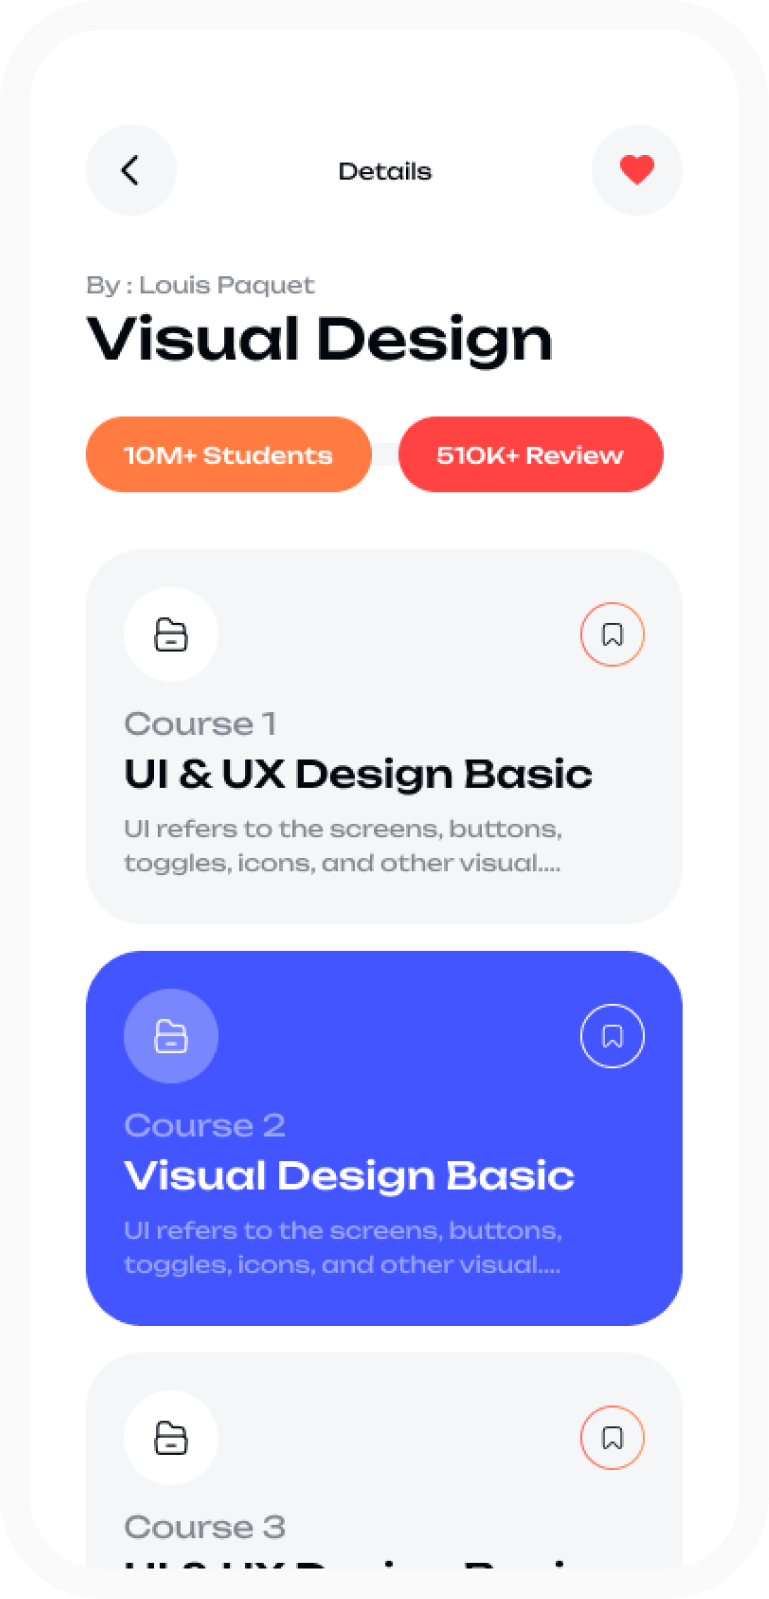 Details
By : Louis Paquet
Visual Design
10M+ Students
510K+ Review
Course 1
UI & UX Design Basic
UI refers to the screens, buttons,
toggles, icons, and other visual....
Course 2
Visual Design Basic
UI refers to the screens, buttons,
toggles, icons, and other visual....
Course 3